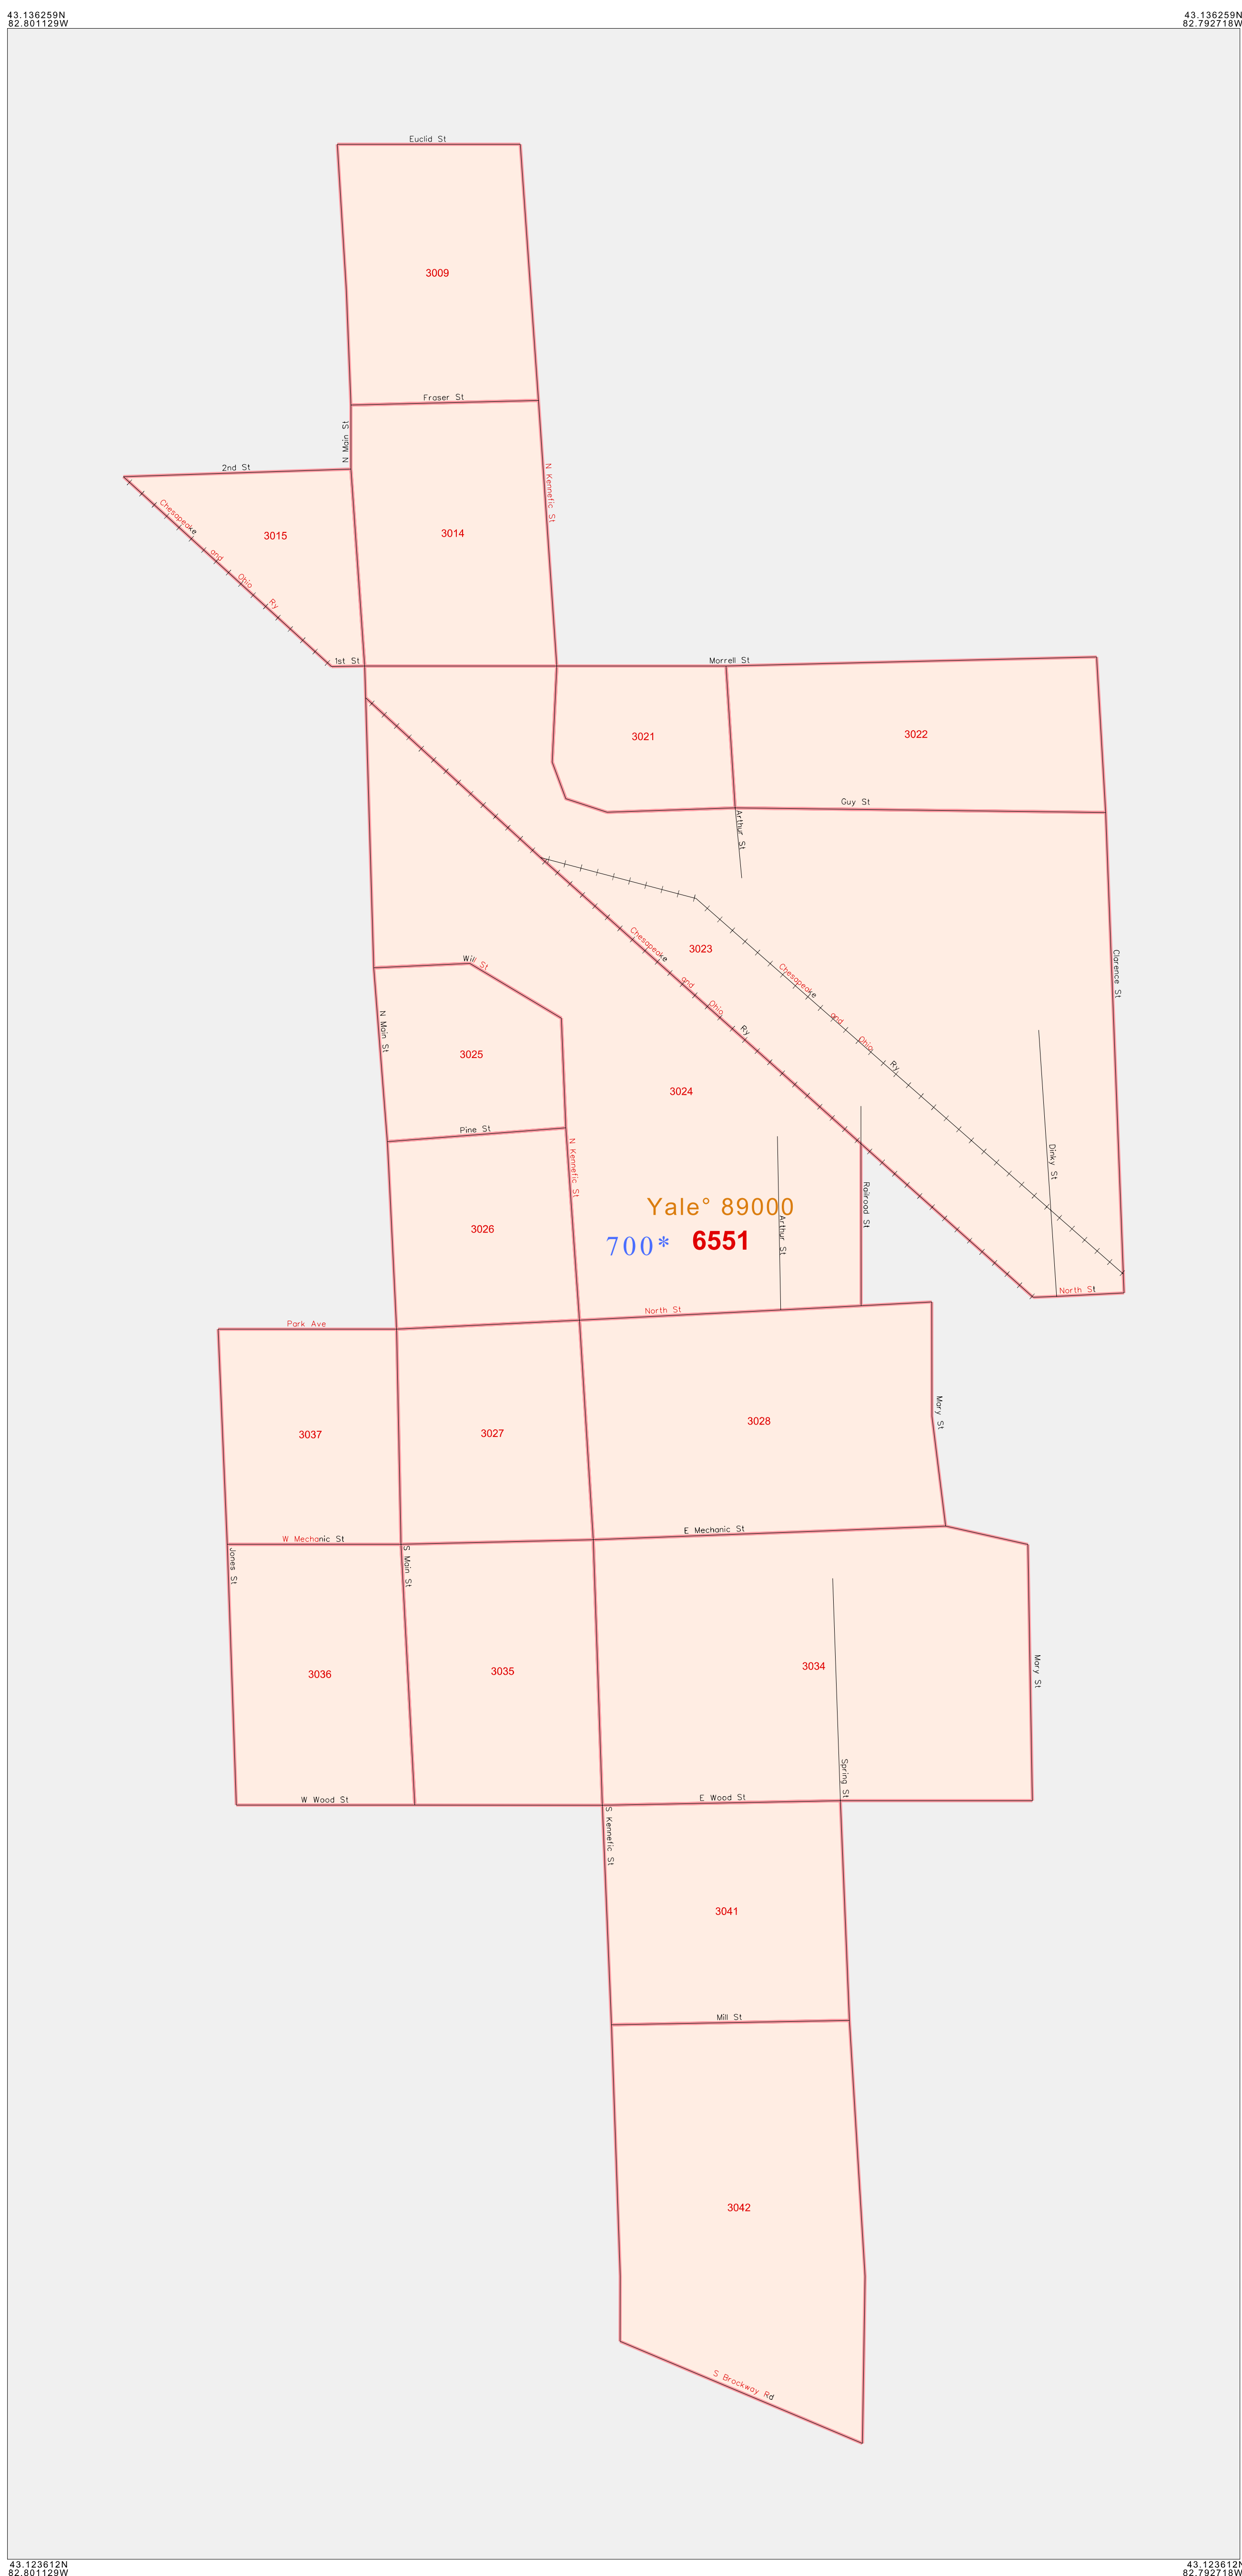 43.136259N
82.801129W
43.136259N
82.792718W
Euclid St
3009
Fraser St
N Main St
N Kennefic St
2nd St
3015
3014
Chesapeake and Ohio Ry
1st St
Morrell St
3021
3022
Guy St
Arthur St
3023
Chesapeake and Ohio Ry
Chesapeake and Ohio Ry
Clarence St
Will St
N Main St
3025
3024
Pine St
N Kennefic St
Dinky St
Railroad St
Arthur St
3026
Yale° 89000
700* 6551
North St
North St
Park Ave
3037
3027
3028
Mary St
W Mechanic St
E Mechanic St
Jones St
S Main St
3036
3035
3034
Mary St
Spring St
W Wood St
E Wood St
S Kennefic St
3041
Mill St
3042
S Brockway Rd
43.123612N
82.801129W
43.123612N
82.792718W